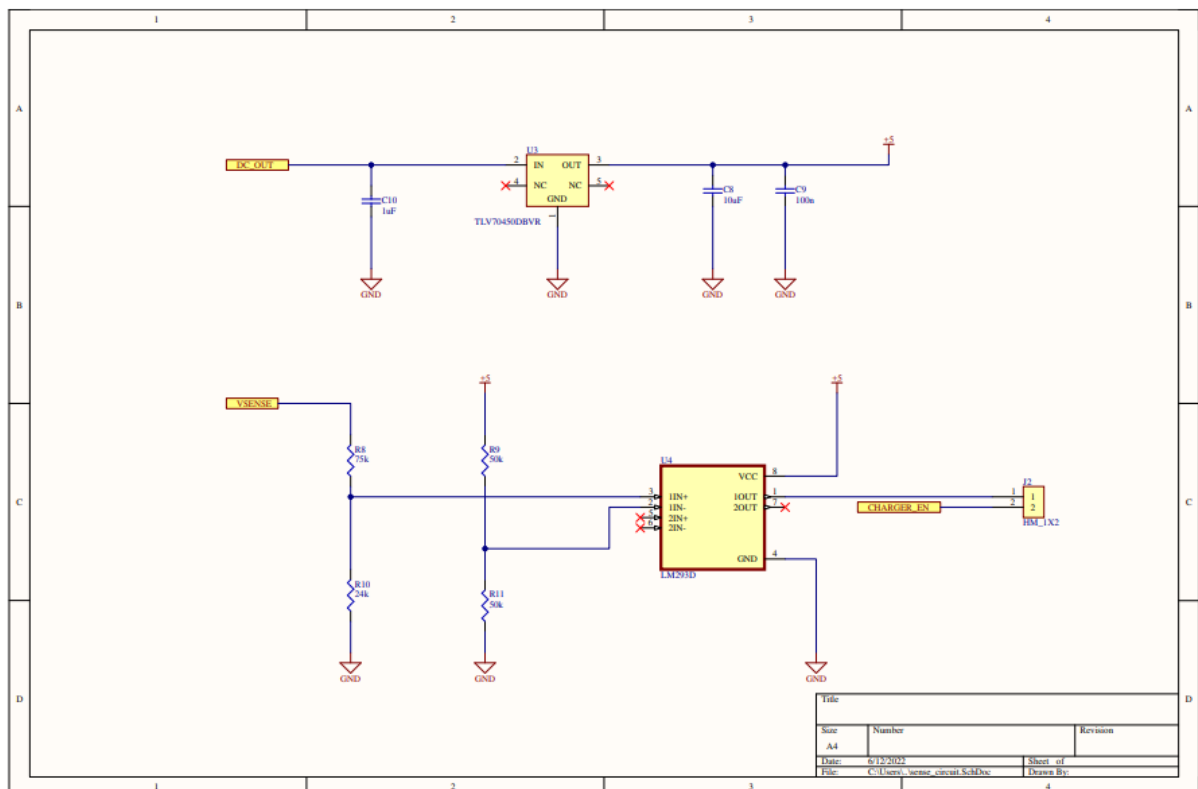 1 2 3 4
A A
U3
+5
DC_OUT
2 IN OUT 3
4 NC NC 5
GND
1
C10
1uF
C8
10uF
C9
100n
TLV70450DBVR
GND GND GND GND
B B
+5 +5
VSENSE
R8
75k
R9
50k
U4
VCC 8
3 1IN+ 1OUT 1
2 1IN- 2OUT 7
5 2IN+
6 2IN-
GND 4
LM293D
J2
1 1
CHARGER_EN 2 2
HM_1X2
C C
R10
24k
R11
50k
GND GND GND
D D
Title
Size Number Revision
A4
Date: 6/12/2022 Sheet of
File: C:\Users\..\sense_circuit.SchDoc Drawn By:
1 2 3 4